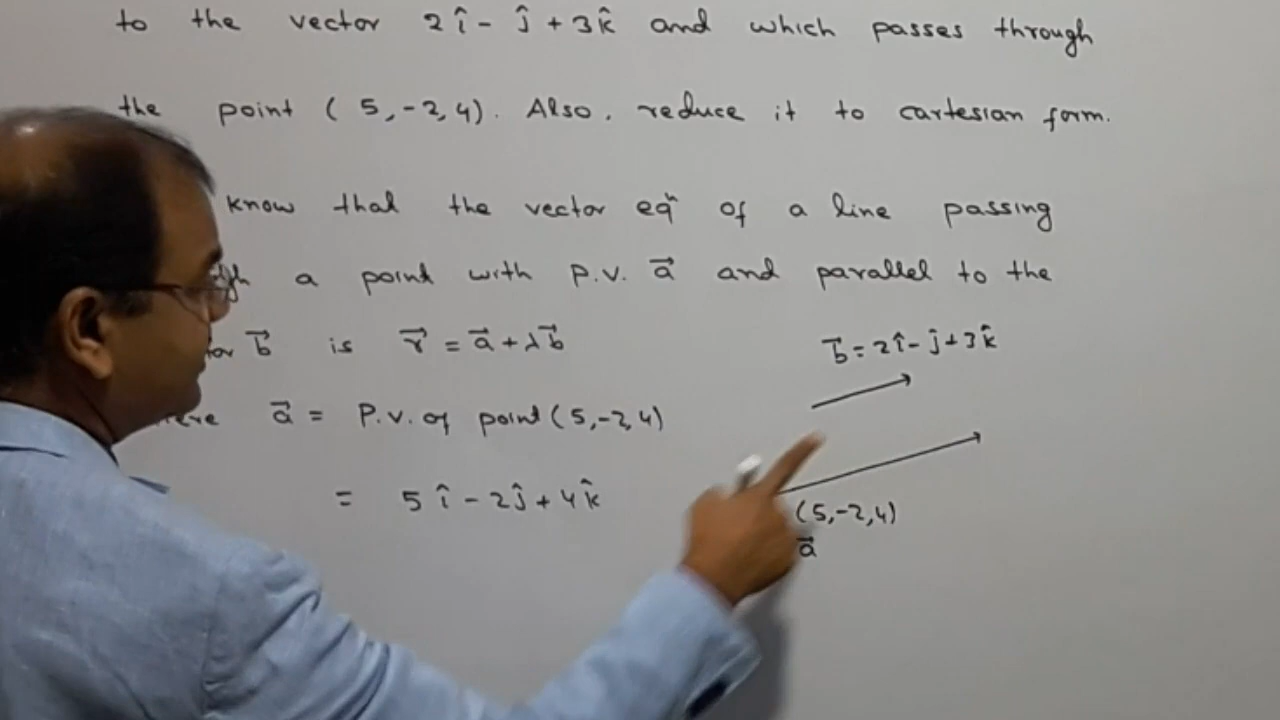 to the vector 2î - ĵ + 3k̂ and which passes through
the point ( 5, -2, 4). Also, reduce it to cartesian form.
know that the vector eqⁿ of a line passing
a point with P.V. a⃗ and parallel to the
b⃗ is r⃗ = a⃗ + λb⃗
b⃗ = 2î - ĵ + 3k̂
a⃗ = P.V. of point (5, -2, 4)
= 5î - 2ĵ + 4k̂
(5, -2, 4)
a⃗